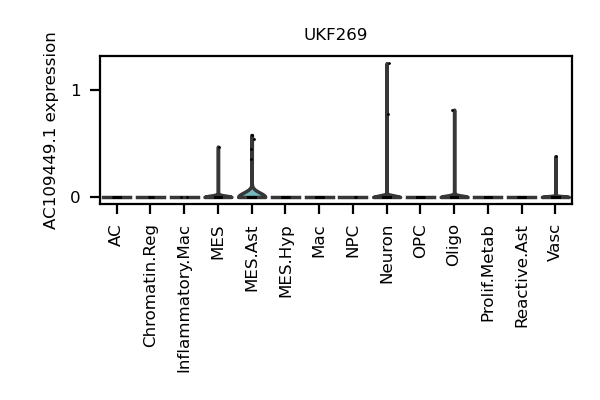 UKF269
AC109449.1 expression
1
0
AC
Chromatin.Reg
Inflammatory.Mac
MES
MES.Ast
MES.Hyp
Mac
NPC
Neuron
OPC
Oligo
Prolif.Metab
Reactive.Ast
Vasc